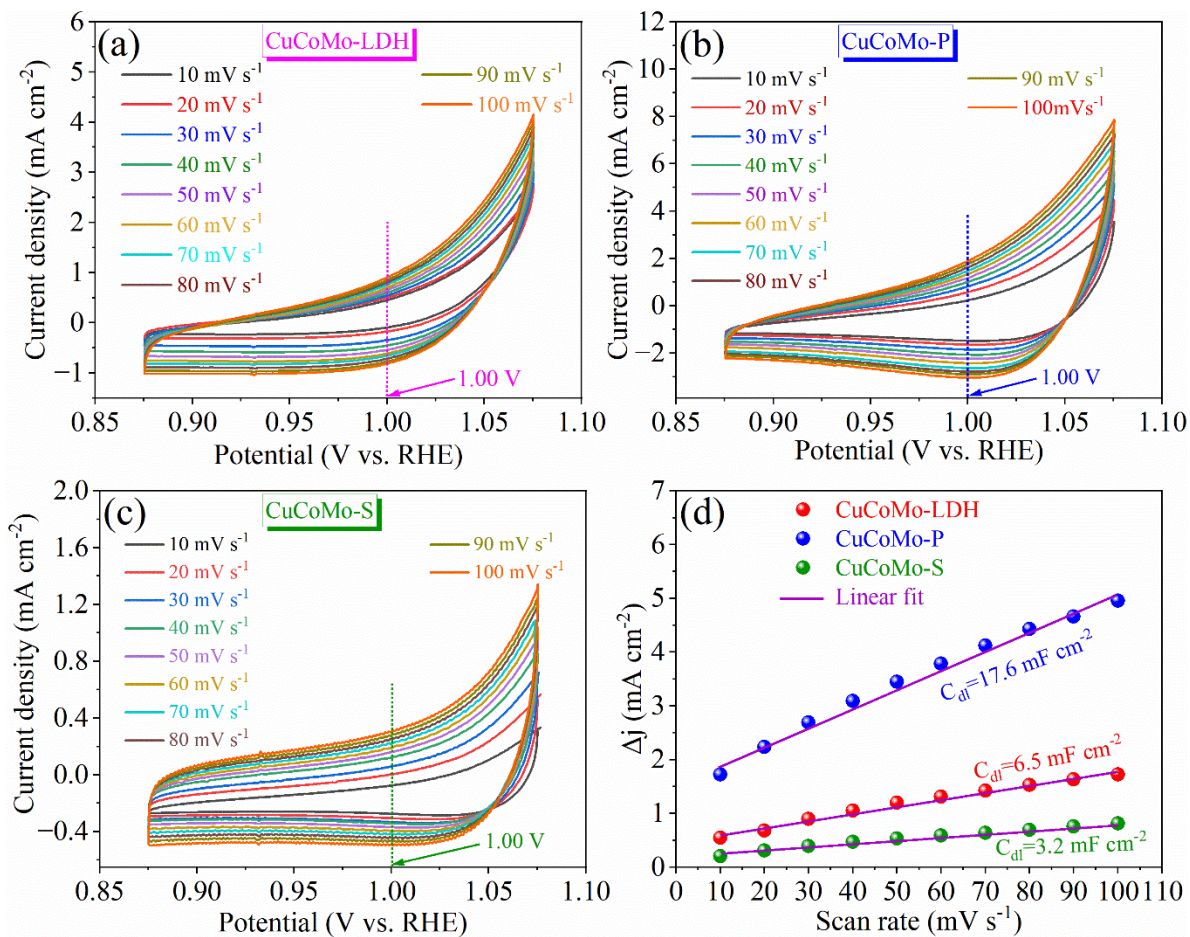 (a)
CuCoMo-LDH
10 mV s⁻¹
20 mV s⁻¹
30 mV s⁻¹
40 mV s⁻¹
50 mV s⁻¹
60 mV s⁻¹
70 mV s⁻¹
80 mV s⁻¹
90 mV s⁻¹
100 mV s⁻¹
1.00 V
6
5
4
3
2
1
0
−1
Current density (mA cm⁻²)
0.85 0.90 0.95 1.00 1.05 1.10
Potential (V vs. RHE)
(b)
CuCoMo-P
10 mV s⁻¹
20 mV s⁻¹
30 mV s⁻¹
40 mV s⁻¹
50 mV s⁻¹
60 mV s⁻¹
70 mV s⁻¹
80 mV s⁻¹
90 mV s⁻¹
100mVs⁻¹
1.00 V
12
10
8
6
4
2
0
−2
Current density (mA cm⁻²)
0.85 0.90 0.95 1.00 1.05 1.10
Potential (V vs. RHE)
(c)
CuCoMo-S
10 mV s⁻¹
20 mV s⁻¹
30 mV s⁻¹
40 mV s⁻¹
50 mV s⁻¹
60 mV s⁻¹
70 mV s⁻¹
80 mV s⁻¹
90 mV s⁻¹
100 mV s⁻¹
1.00 V
2.0
1.6
1.2
0.8
0.4
0.0
−0.4
Current density (mA cm⁻²)
0.85 0.90 0.95 1.00 1.05 1.10
Potential (V vs. RHE)
(d)
CuCoMo-LDH
CuCoMo-P
CuCoMo-S
Linear fit
C_dl=17.6 mF cm⁻²
C_dl=6.5 mF cm⁻²
C_dl=3.2 mF cm⁻²
7
6
5
4
3
2
1
0
Δj (mA cm⁻²)
0 10 20 30 40 50 60 70 80 90 100 110
Scan rate (mV s⁻¹)